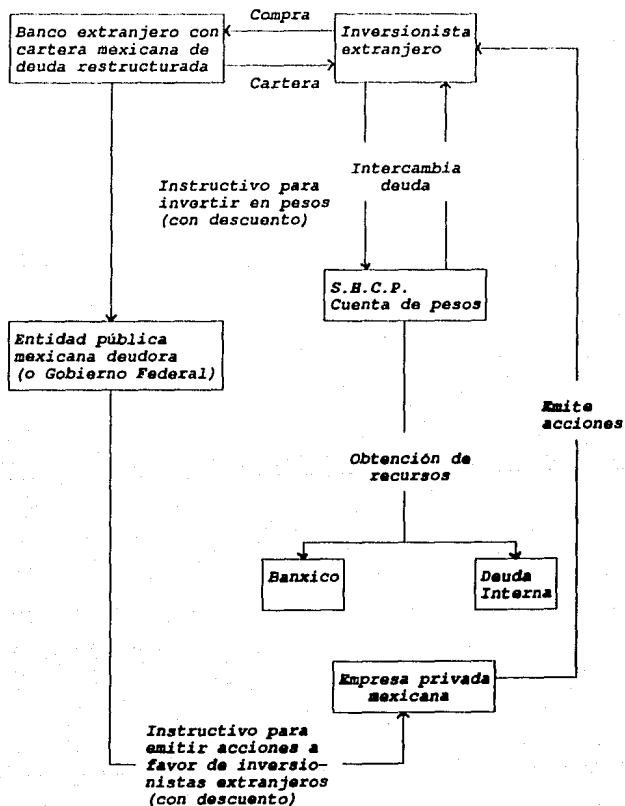 Compra
Banco extranjero con
cartera mexicana de
deuda restructurada
Inversionista
extranjero
Cartera
Intercambia
deuda
Instructivo para
invertir en pesos
(con descuento)
S.H.C.P.
Cuenta de pesos
Entidad pública
mexicana deudora
(o Gobierno Federal)
Emite
acciones
Obtención de
recursos
Banxico
Deuda
Interna
Empresa privada
mexicana
Instructivo para
emitir acciones a
favor de inversio-
nistas extranjeros
(con descuento)